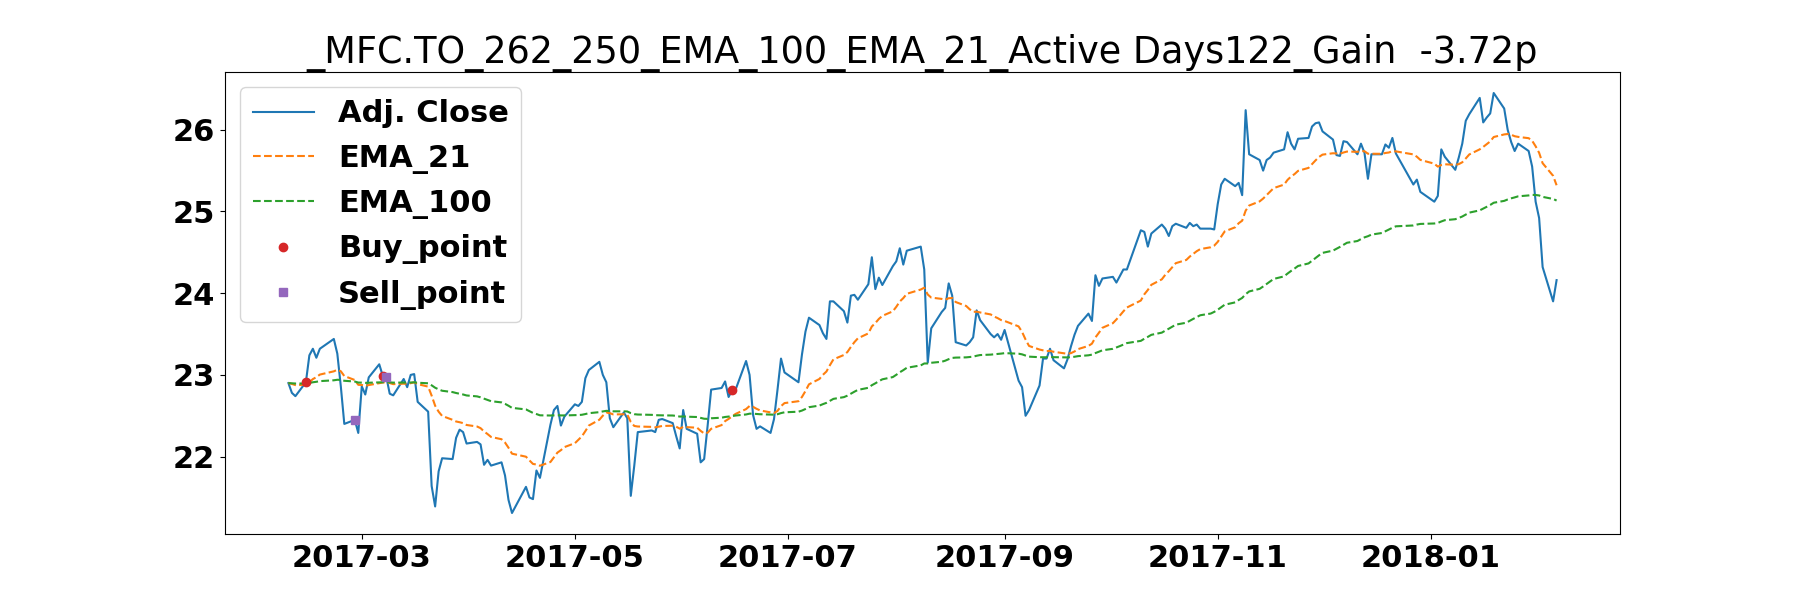 _MFC.TO_262_250_EMA_100_EMA_21_Active Days122_Gain  -3.72p
Adj. Close
EMA_21
EMA_100
Buy_point
Sell_point
26
25
24
23
22
2017-03
2017-05
2017-07
2017-09
2017-11
2018-01